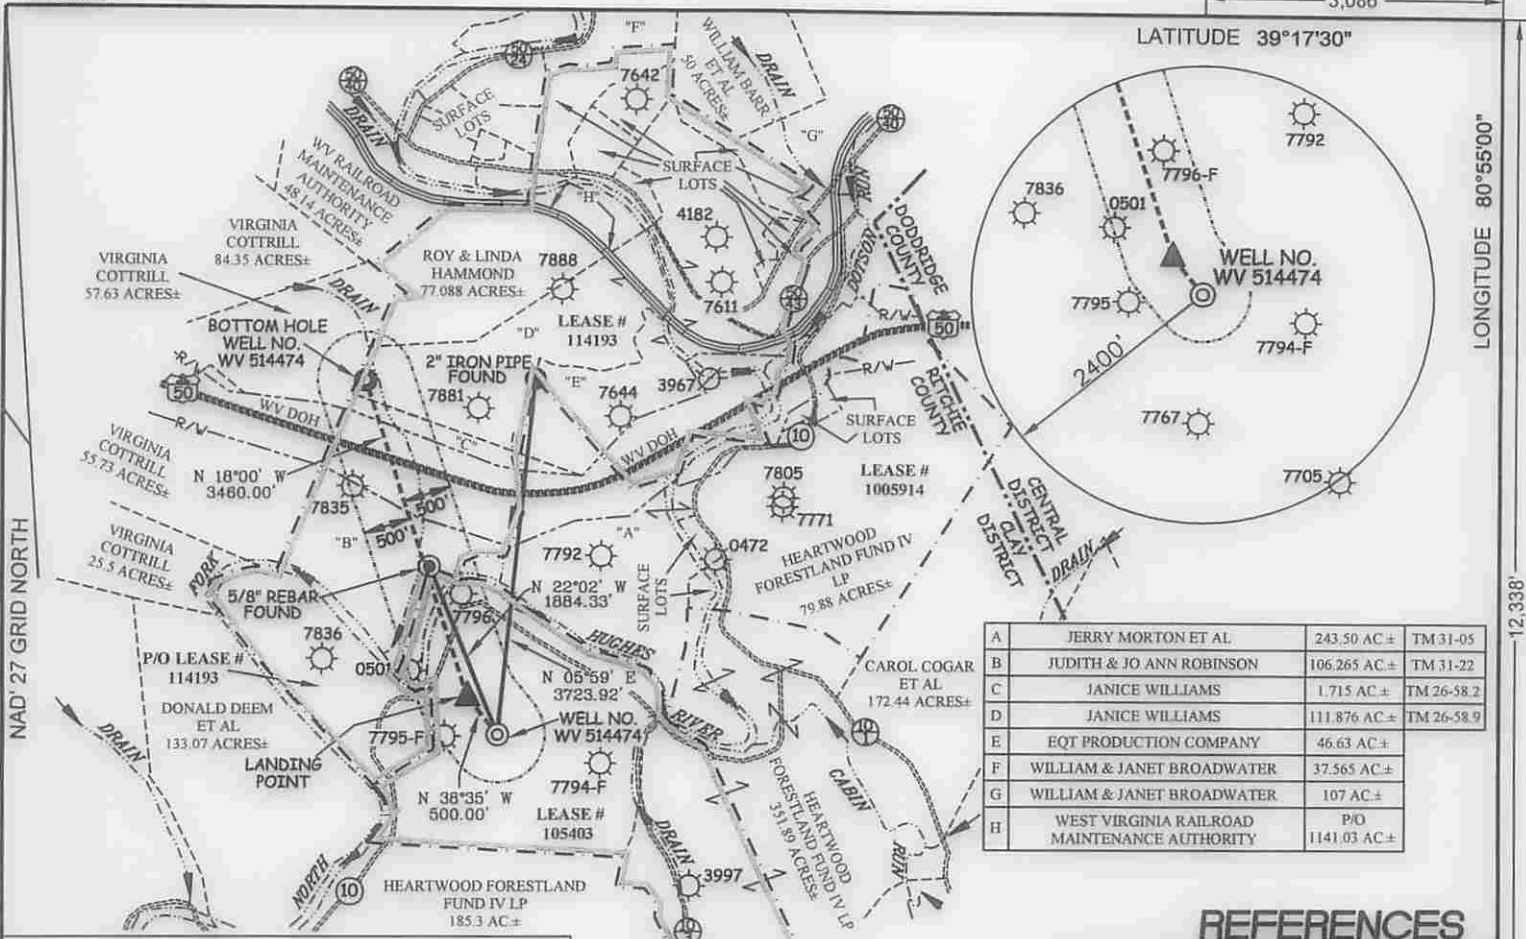 3,086
LATITUDE 39°17'30"
LONGITUDE 80°55'00"
12,338'
NAD' 27 GRID NORTH
50
40
50
24
"F"
7642
WILLIAM BARR
ET AL
50 ACRES±
DRAIN
SURFACE
LOTS
DRAIN
"G"
50
40
WV RAILROAD
MAINTENANCE
AUTHORITY
48.14 ACRES±
SURFACE
LOTS
"H"
RUN
DOTSON
4182
VIRGINIA
COTTRILL
84.35 ACRES±
VIRGINIA
COTTRILL
57.63 ACRES±
DRAIN
ROY & LINDA
HAMMOND
77.088 ACRES±
7888
7611
50
43
DODDRIDGE
COUNTY
RITCHIE
COUNTY
LEASE #
114193
"D"
BOTTOM HOLE
WELL NO.
WV 514474
R/W
50
2" IRON PIPE
FOUND
7881
"E"
7644
3967
R/W
R/W
50
WV DOH
R/W
"C"
WV DOH
10
SURFACE
LOTS
VIRGINIA
COTTRILL
55.73 ACRES±
N 18°00' W
3460.00'
7835
500'
500'
"B"
LEASE #
1005914
7805
7771
CENTRAL
DISTRICT
CLAY
DISTRICT
DRAIN
VIRGINIA
COTTRILL
25.5 ACRES±
FORK
"A"
7792
0472
HEARTWOOD
FORESTLAND FUND IV
LP
79.88 ACRES±
SURFACE
LOTS
5/8" REBAR
FOUND
7796
N 22°02' W
1884.33'
HUGHES
RIVER
7836
P/O LEASE #
114193
0501
N 05°59' E
3723.92'
CAROL COGAR
ET AL
172.44 ACRES±
DONALD DEEM
ET AL
133.07 ACRES±
DRAIN
7795-F
WELL NO.
WV 514474
LANDING
POINT
7794-F
N 38°35' W
500.00'
LEASE #
105403
HEARTWOOD
FORESTLAND FUND IV LP
351.89 ACRES±
CABIN
RUN
DRAIN
3997
NORTH
10
HEARTWOOD FORESTLAND
FUND IV LP
185.3 AC±
7792
7796-F
7836
0501
WELL NO.
WV 514474
7795
7794-F
2400'
7767
7705
A JERRY MORTON ET AL 243.50 AC.± TM 31-05
B JUDITH & JO ANN ROBINSON 106.265 AC.± TM 31-22
C JANICE WILLIAMS 1.715 AC.± TM 26-58.2
D JANICE WILLIAMS 111.876 AC.± TM 26-58.9
E EQT PRODUCTION COMPANY 46.63 AC.±
F WILLIAM & JANET BROADWATER 37.565 AC.±
G WILLIAM & JANET BROADWATER 107 AC.±
H WEST VIRGINIA RAILROAD
MAINTENANCE AUTHORITY P/O
1141.03 AC.±
REFERENCES